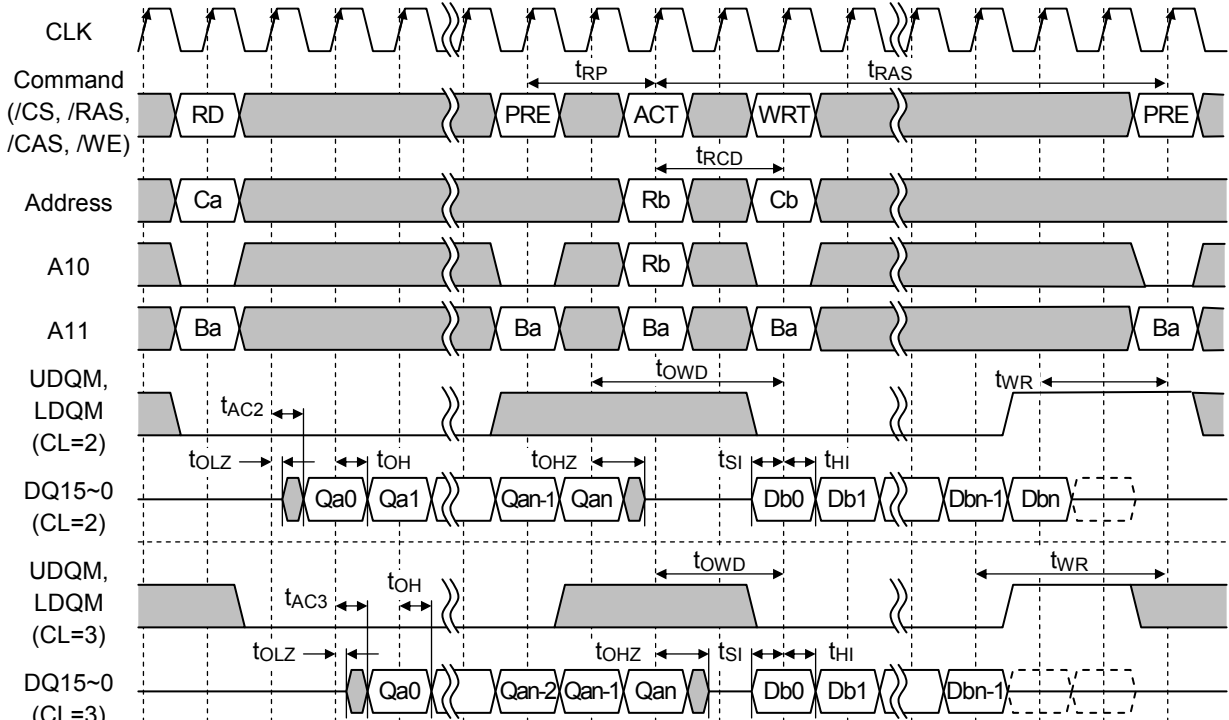 CLK
Command
(/CS, /RAS,
/CAS, /WE)
tRP tRAS
RD PRE ACT WRT PRE
tRCD
Address
Ca Rb Cb
A10
Rb
A11
Ba Ba Ba Ba Ba
UDQM,
LDQM
(CL=2)
tOWD tWR
tAC2
tOLZ tOH tOHZ tSI tHI
DQ15~0
(CL=2)
Qa0 Qa1 Qan-1 Qan Db0 Db1 Dbn-1 Dbn
UDQM,
LDQM
(CL=3)
tOWD tWR
tAC3 tOH
tOLZ tOHZ tSI tHI
DQ15~0
(CL=3)
Qa0 Qan-2 Qan-1 Qan Db0 Db1 Dbn-1